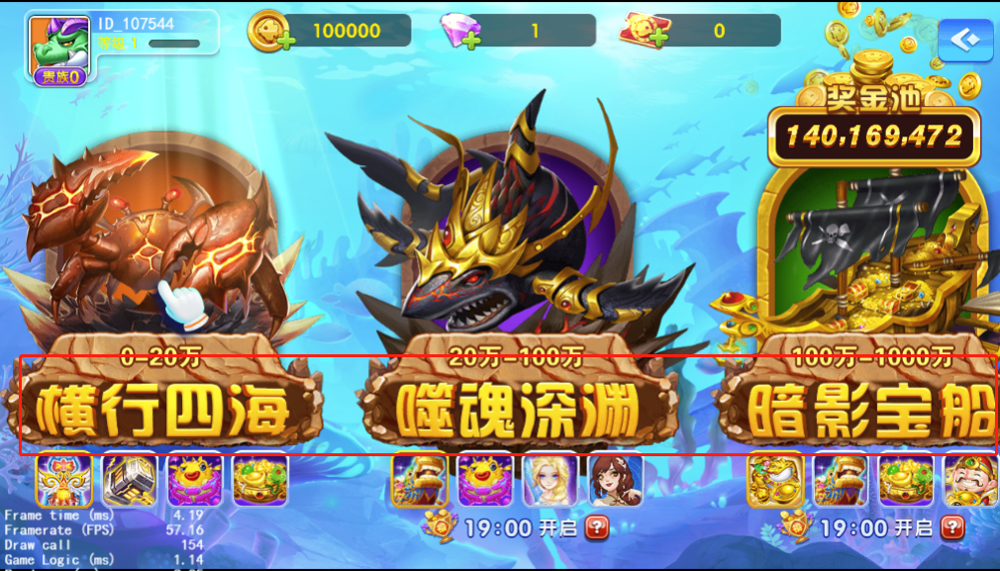 ID_107544
等级 1
贵族0
100000
1
0
奖金池
140,169,472
0-20万
横行四海
20万-100万
噬魂深渊
100万-1000万
暗影宝船
19:00 开启 ?
19:00 开启 ?
Frame time (ms) 4.19
Framerate (FPS) 57.16
Draw call 154
Game Logic (ms) 1.14